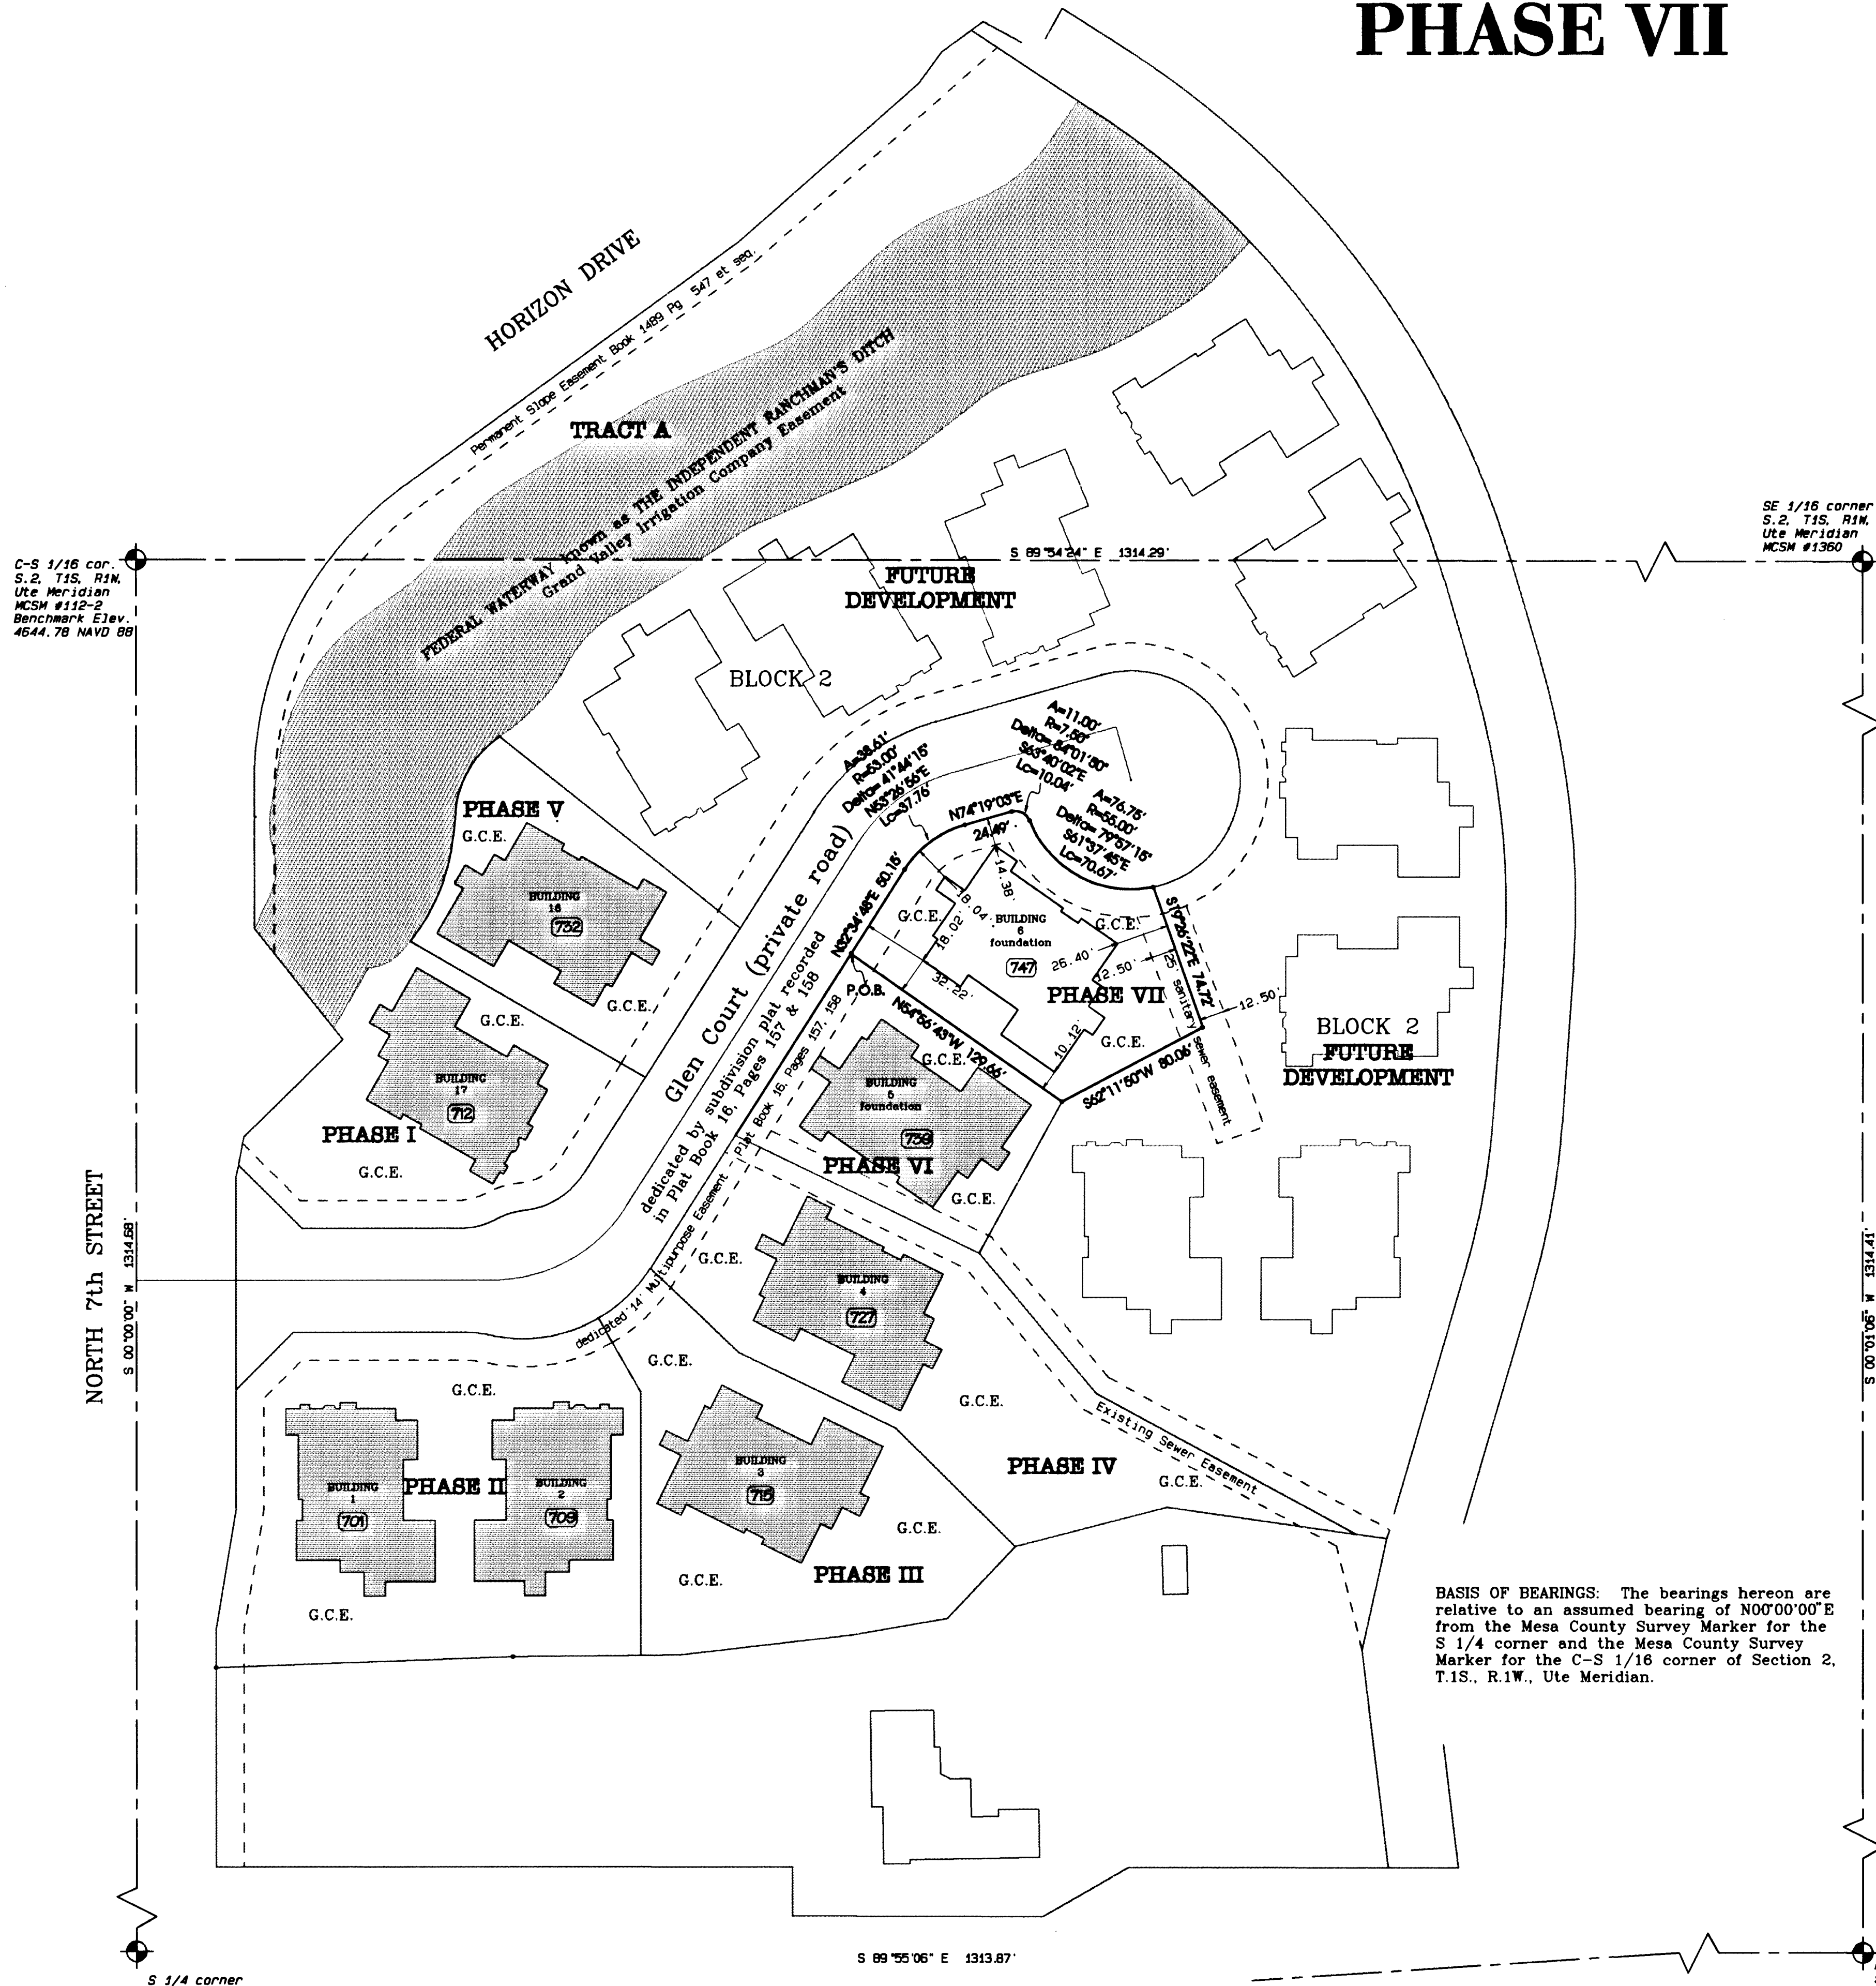 PHASE VII
HORIZON DRIVE
Permanent Slope Easement Book 1489 Pg 547 et seq.
TRACT A
FEDERAL WATERWAY known as THE INDEPENDENT RANCHMAN'S DITCH
Grand Valley Irrigation Company Easement
SE 1/16 corner
S.2, T1S, R1W,
Ute Meridian
MCSM #1360
C-S 1/16 cor.
S.2, T1S, R1W,
Ute Meridian
MCSM #112-2
Benchmark Elev.
4644.78 NAVD 88
S 89°54'24" E 1314.29'
FUTURE
DEVELOPMENT
BLOCK 2
A=11.00'
R=7.50'
Delta= 84°01'50"
S63°40'02"E
Lc=10.04'
A=38.61'
R=53.00'
Delta= 41°44'15"
N53°26'56"E
Lc=37.76'
A=76.75'
R=55.00'
Delta= 79°57'15"
S61°37'45"E
Lc=70.67'
N74°19'03"E
24.49'
PHASE V
G.C.E.
BUILDING
16
732
G.C.E.
N32°34'48"E 50.15'
14.38'
18.04'
18.02'
G.C.E.
BUILDING
6
foundation
747
G.C.E.
S19°26'22"E 74.72'
26.40'
12.50'
25' sanitary sewer easement
12.50'
32.22'
P.O.B.
PHASE VII
N54°56'43"W 129.66'
10.12'
G.C.E.
S62°11'50"W 80.06'
BLOCK 2
FUTURE
DEVELOPMENT
Glen Court (private road)
dedicated by subdivision plat recorded
in Plat Book 16, Pages 157 & 158
dedicated 14' Multipurpose Easement Plat Book 16, Pages 157, 158
G.C.E.
BUILDING
17
712
PHASE I
G.C.E.
G.C.E.
BUILDING
5
foundation
739
PHASE VI
G.C.E.
NORTH 7th STREET
S 00°00'00" W 1314.68'
S 00°01'06" W 1314.41'
G.C.E.
BUILDING
4
727
G.C.E.
G.C.E.
G.C.E.
Existing Sewer Easement
PHASE IV
G.C.E.
BUILDING
1
701
PHASE II
BUILDING
2
709
G.C.E.
BUILDING
3
715
G.C.E.
PHASE III
G.C.E.
BASIS OF BEARINGS: The bearings hereon are
relative to an assumed bearing of N00°00'00"E
from the Mesa County Survey Marker for the
S 1/4 corner and the Mesa County Survey
Marker for the C-S 1/16 corner of Section 2,
T.1S., R.1W., Ute Meridian.
S 89°55'06" E 1313.87'
S 1/4 corner